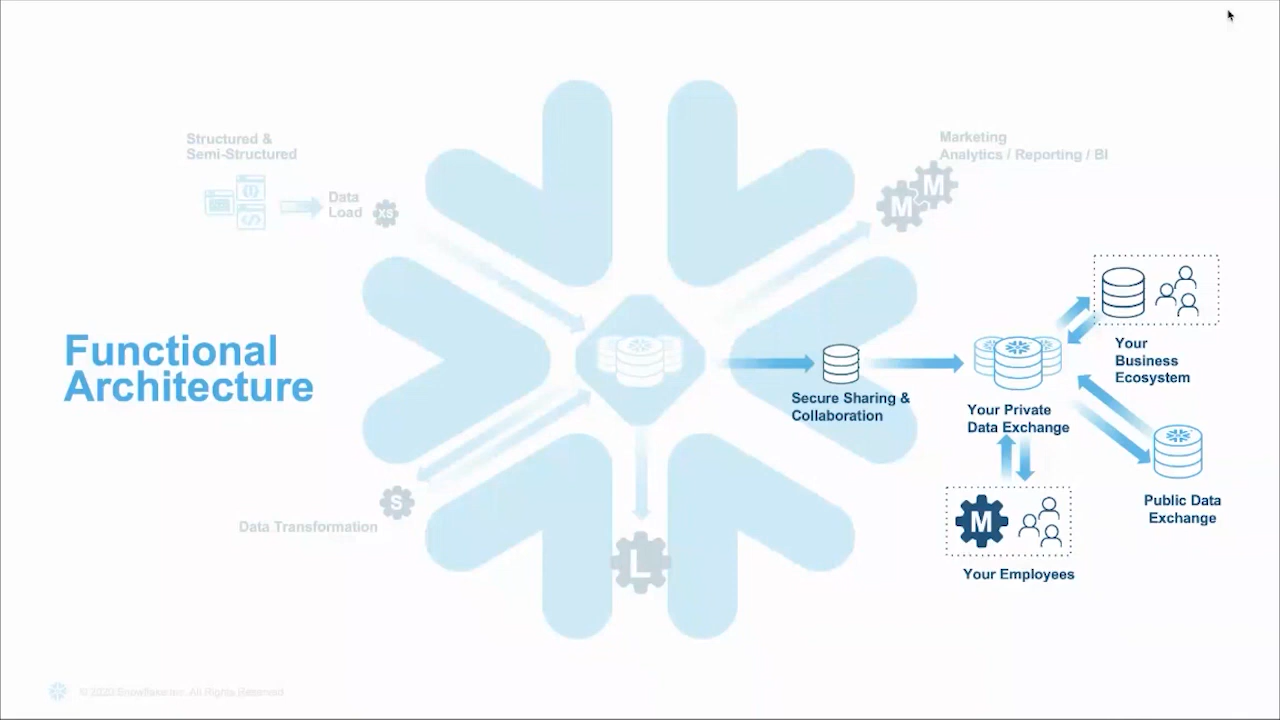 Structured &
Semi-Structured
Data
Load
XS
Marketing
Analytics / Reporting / BI
M
M
Functional
Architecture
Your
Business
Ecosystem
Secure Sharing &
Collaboration
Your Private
Data Exchange
Public Data
Exchange
M
Your Employees
S
Data Transformation
L
© 2020 Snowflake Inc. All Rights Reserved